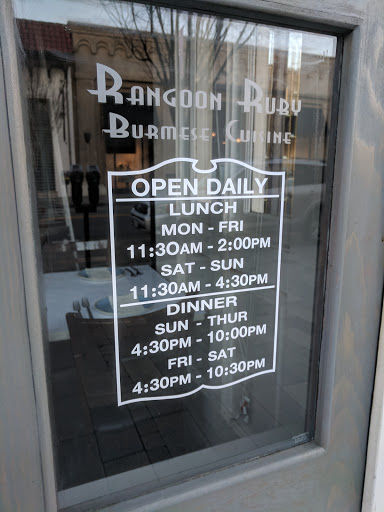 RANGOON RUBY
BURMESE CUISINE
OPEN DAILY
LUNCH
MON - FRI
11:30AM - 2:00PM
SAT - SUN
11:30AM - 4:30PM
DINNER
SUN - THUR
4:30PM - 10:00PM
FRI - SAT
4:30PM - 10:30PM